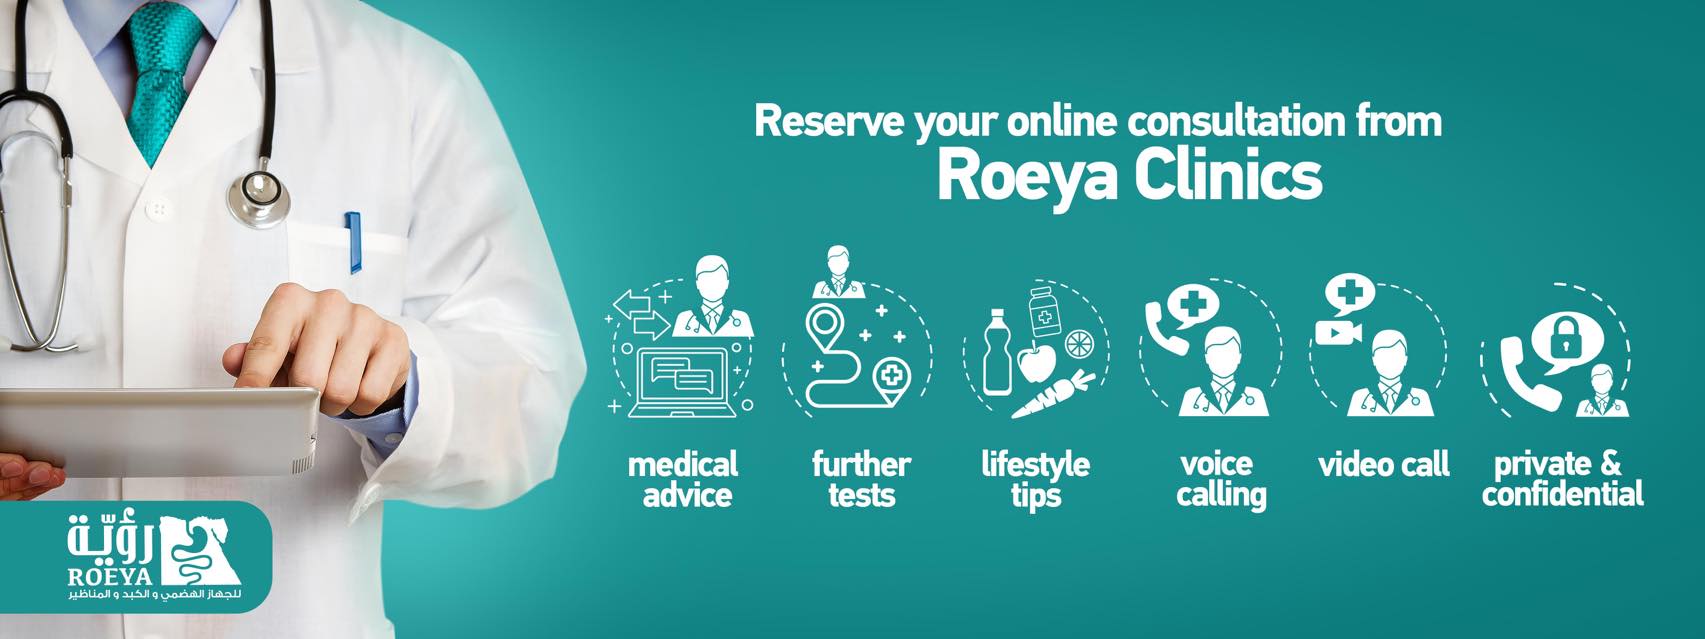 Reserve your online consultation from
Roeya Clinics
medical
advice
further
tests
lifestyle
tips
voice
calling
video call
private &
confidential
رؤيّة
ROEYA
للجهاز الهضمي و الكبد و المناظير